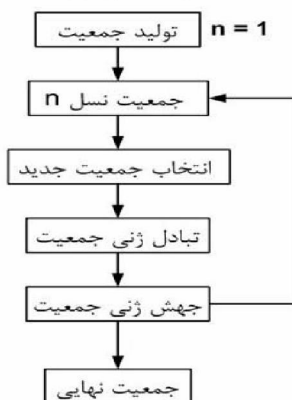 تولید جمعیت n = 1
جمعیت نسل n
انتخاب جمعیت جدید
تبادل ژنی جمعیت
جهش ژنی جمعیت
جمعیت نهایی